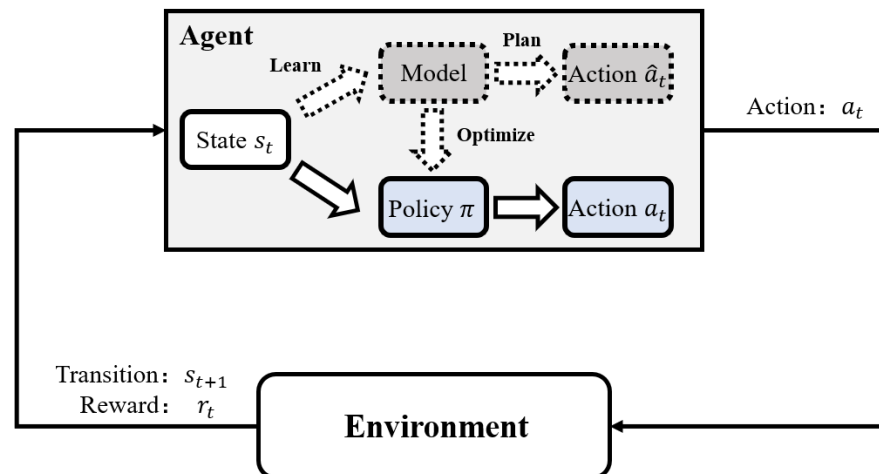 Agent
Learn
Model
Plan
Action â_t
State s_t
Optimize
Policy π
Action a_t
Action： a_t
Transition： s_{t+1}
Reward： r_t
Environment